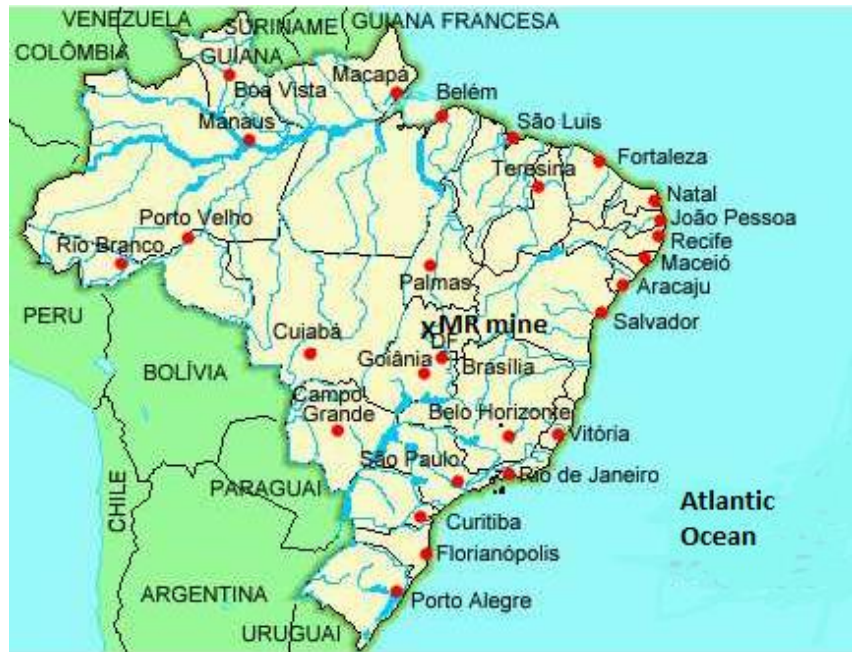 VENEZUELA
SURINAME
GUIANA FRANCESA
COLÔMBIA
GUIANA
Macapá
Boa Vista
Belém
Manaus
São Luis
Teresina
Fortaleza
Natal
Porto Velho
João Pessoa
Rio Branco
Recife
Palmas
Maceió
Aracaju
PERU
x MR mine
Salvador
Cuiabá
DF
Goiânia
Brasília
BOLÍVIA
Campo
Grande
Belo Horizonte
Vitória
São Paulo
Rio de Janeiro
PARAGUAI
CHILE
Atlantic
Ocean
Curitiba
Florianópolis
ARGENTINA
Porto Alegre
URUGUAI